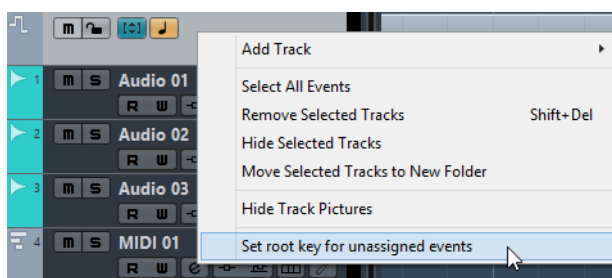 m
Add Track
1 m S Audio 01
Select All Events
R W
Remove Selected Tracks Shift+Del
2 m S Audio 02
Hide Selected Tracks
R W
Move Selected Tracks to New Folder
3 m S Audio 03
Hide Track Pictures
R W
4 m S MIDI 01
Set root key for unassigned events
R W e